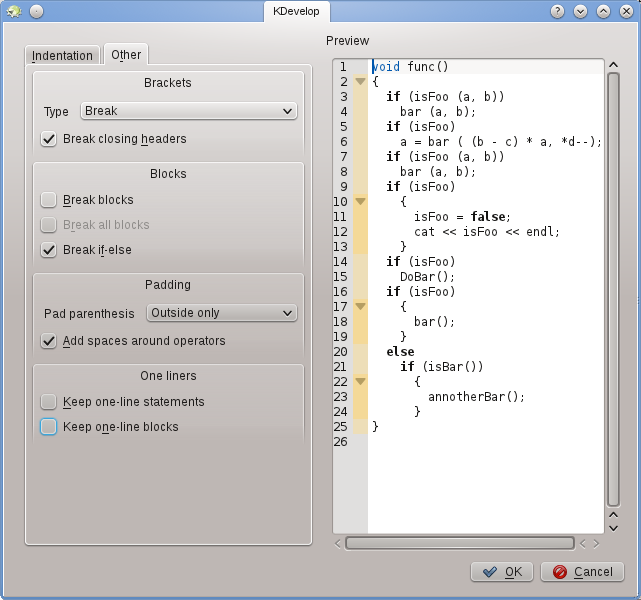 KDevelop
Indentation
Other
Brackets
Type
Break
Break closing headers
Blocks
Break blocks
Break all blocks
Break if-else
Padding
Pad parenthesis
Outside only
Add spaces around operators
One liners
Keep one-line statements
Keep one-line blocks
Preview
1 void func()
2 {
3 if (isFoo (a, b))
4 bar (a, b);
5 if (isFoo)
6 a = bar ( (b - c) * a, *d--);
7 if (isFoo (a, b))
8 bar (a, b);
9 if (isFoo)
10 {
11 isFoo = false;
12 cat << isFoo << endl;
13 }
14 if (isFoo)
15 DoBar();
16 if (isFoo)
17 {
18 bar();
19 }
20 else
21 if (isBar())
22 {
23 annotherBar();
24 }
25 }
26
OK
Cancel